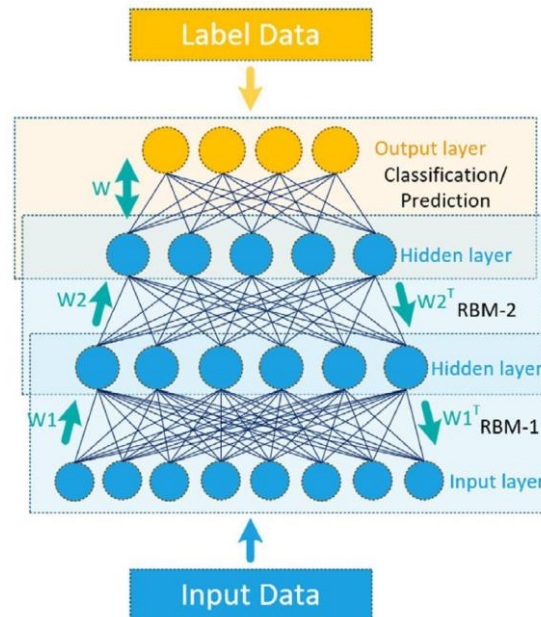 Label Data
Output layer
Classification/
Prediction
W
Hidden layer
W2
W2ᵀ
RBM-2
Hidden layer
W1
W1ᵀ
RBM-1
Input layer
Input Data